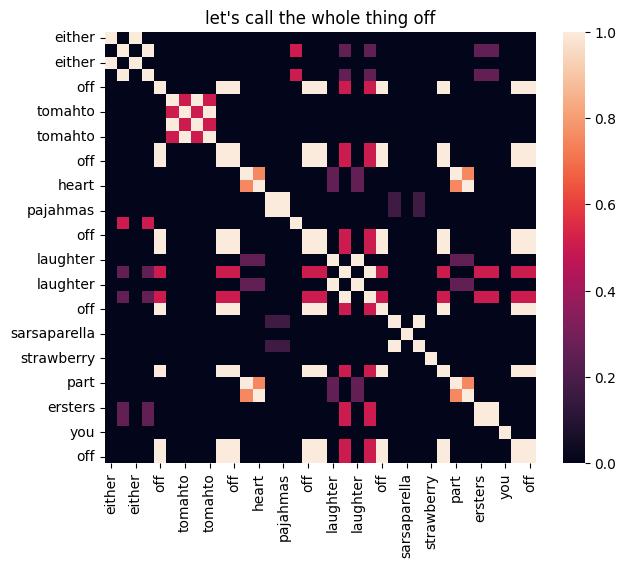 let's call the whole thing off
either
either
off
tomahto
tomahto
off
heart
pajahmas
off
laughter
laughter
off
sarsaparella
strawberry
part
ersters
you
off
1.0
0.8
0.6
0.4
0.2
0.0
either
either
off
tomahto
tomahto
off
heart
pajahmas
off
laughter
laughter
off
sarsaparella
strawberry
part
ersters
you
off